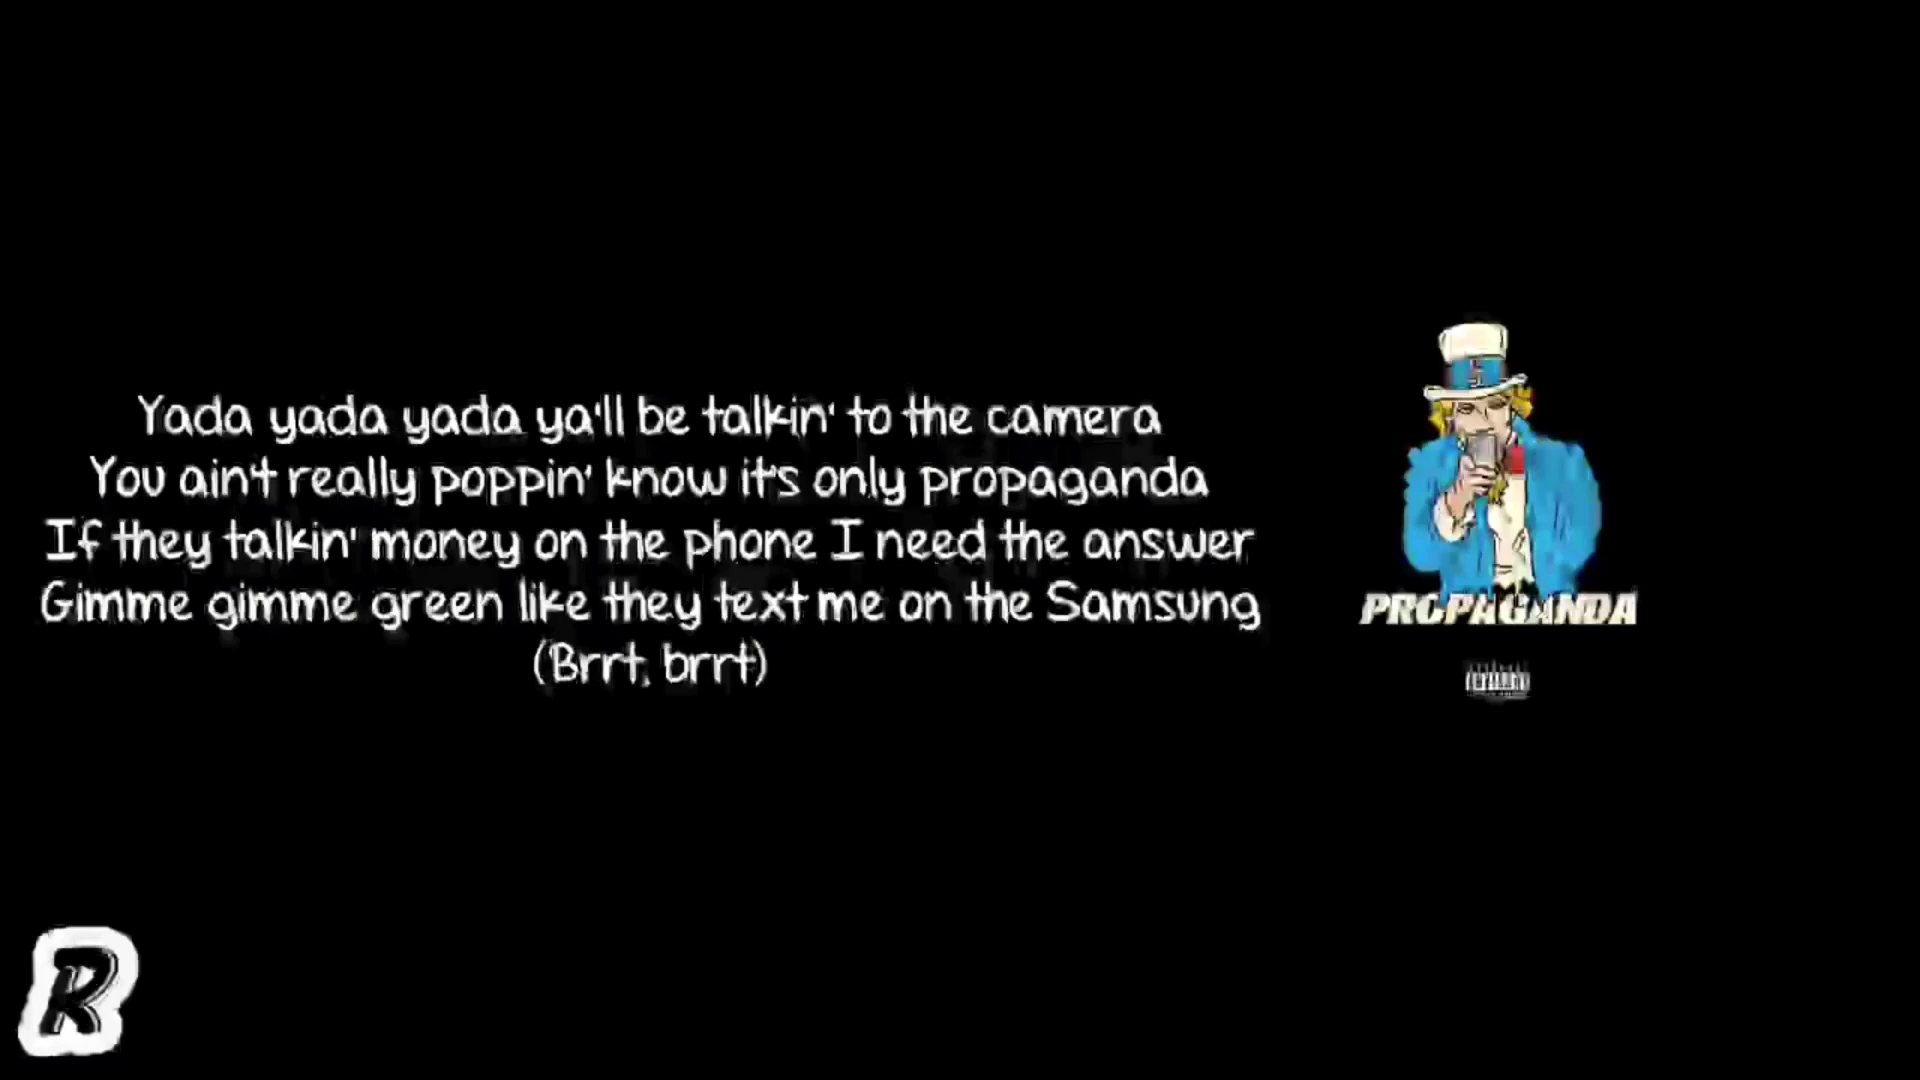 Yada yada yada ya'll be talkin' to the camera
You ain't really poppin' know it's only propaganda
If they talkin' money on the phone I need the answer
Gimme gimme green like they text me on the Samsung
(Brrt, brrt)
PROPAGANDA
R